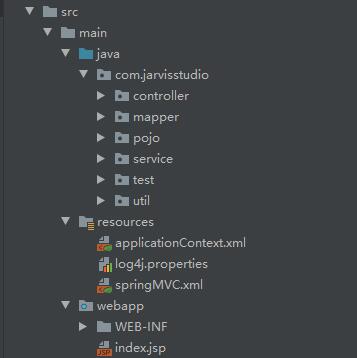 src
main
java
com.jarvisstudio
controller
mapper
pojo
service
test
util
resources
applicationContext.xml
log4j.properties
springMVC.xml
webapp
WEB-INF
JSP index.jsp